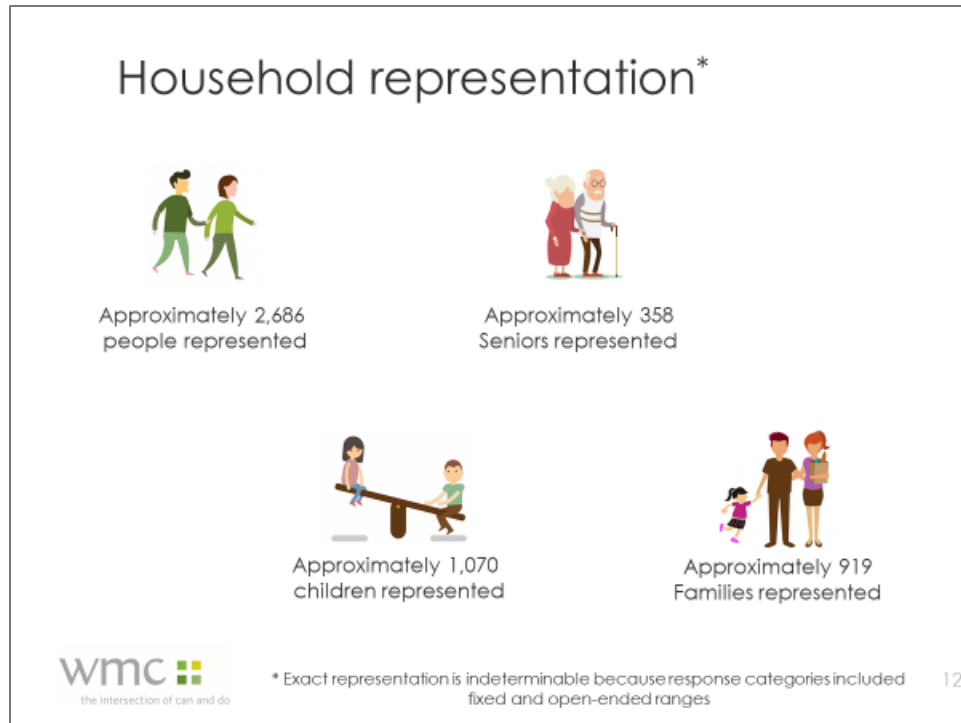 Household representation*
Approximately 2,686
people represented
Approximately 358
Seniors represented
Approximately 1,070
children represented
Approximately 919
Families represented
wmc
the intersection of can and do
* Exact representation is indeterminable because response categories included
fixed and open-ended ranges
12